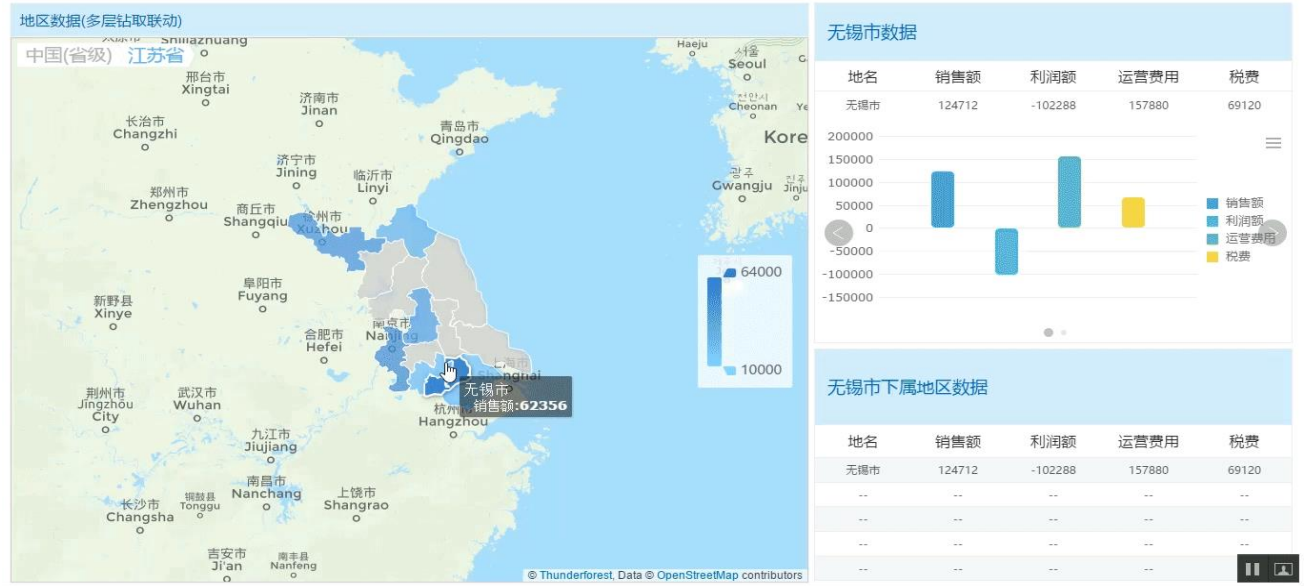 地区数据(多层钻取联动)
Shijiazhuang
中国(省级) 江苏省
邢台市
Xingtai
长治市
Changzhi
济南市
Jinan
青岛市
Qingdao
济宁市
Jining
临沂市
Linyi
郑州市
Zhengzhou
商丘市
Shangqiu
徐州市
Xuzhou
阜阳市
Fuyang
新野县
Xinye
合肥市
Hefei
南京市
Nanjing
上海市
Shanghai
荆州市
Jingzhou
City
武汉市
Wuhan
杭州
Hangzhou
九江市
Jiujiang
南昌市
Nanchang
铜鼓县
Tonggu
上饶市
Shangrao
长沙市
Changsha
吉安市
Ji'an
南丰县
Nanfeng
Haeju
서울
Seoul
천안시
Cheonan
Kore
광주
Gwangju
진주
Jinju
64000
10000
无锡市
销售额:62356
© Thunderforest, Data © OpenStreetMap contributors
无锡市数据
地名 销售额 利润额 运营费用 税费
无锡市 124712 -102288 157880 69120
200000
150000
100000
50000
0
-50000
-100000
-150000
销售额
利润额
运营费用
税费
无锡市下属地区数据
地名 销售额 利润额 运营费用 税费
无锡市 124712 -102288 157880 69120
-- -- -- -- --
-- -- -- -- --
-- -- -- -- --
-- -- -- --